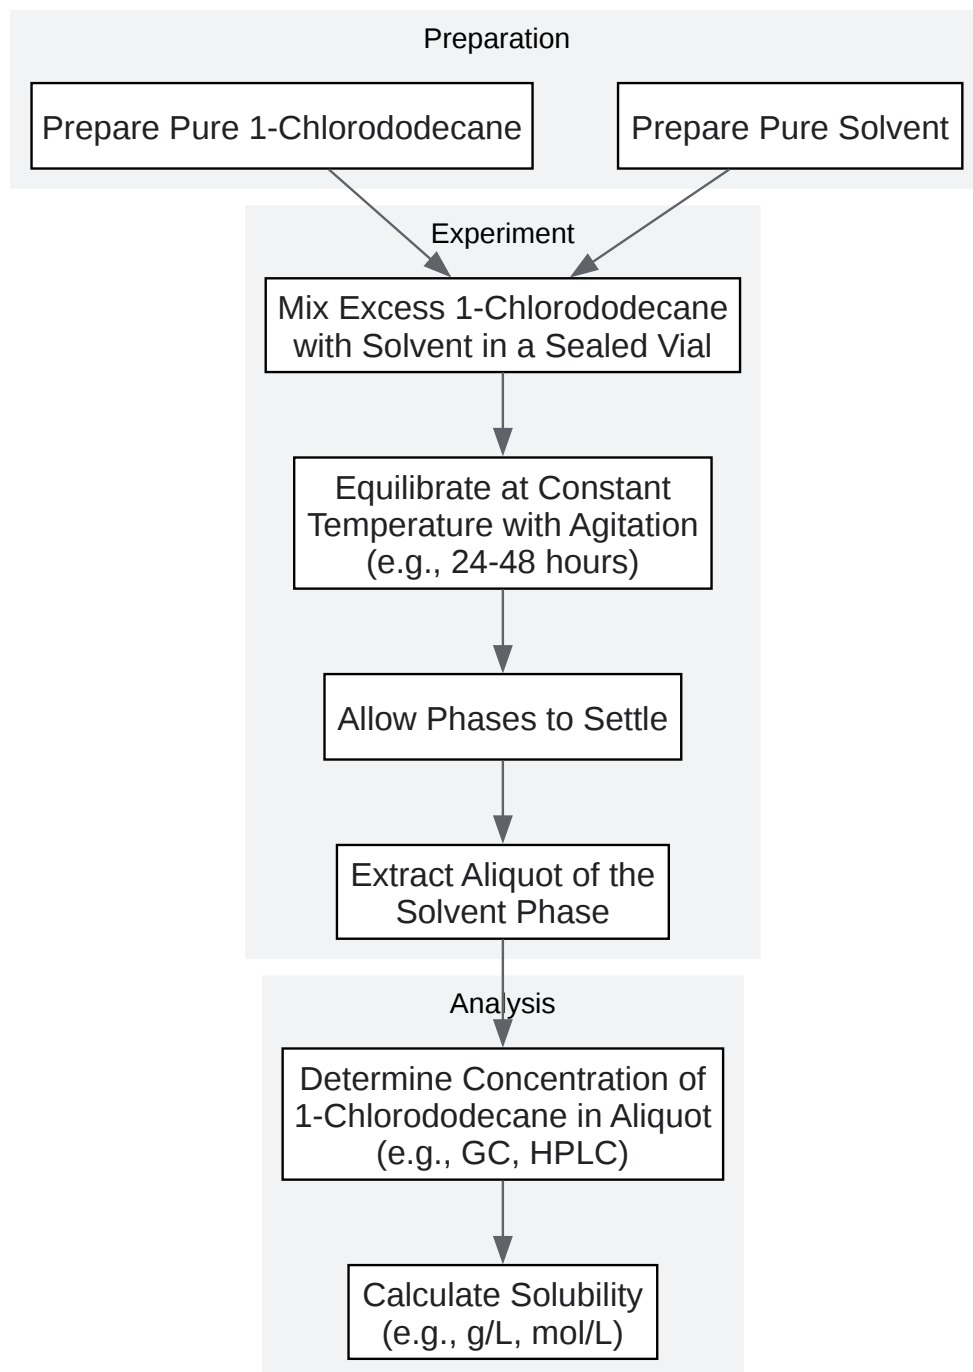 Preparation
Prepare Pure 1-Chlorododecane
Prepare Pure Solvent
Experiment
Mix Excess 1-Chlorododecane
with Solvent in a Sealed Vial
Equilibrate at Constant
Temperature with Agitation
(e.g., 24-48 hours)
Allow Phases to Settle
Extract Aliquot of the
Solvent Phase
Analysis
Determine Concentration of
1-Chlorododecane in Aliquot
(e.g., GC, HPLC)
Calculate Solubility
(e.g., g/L, mol/L)